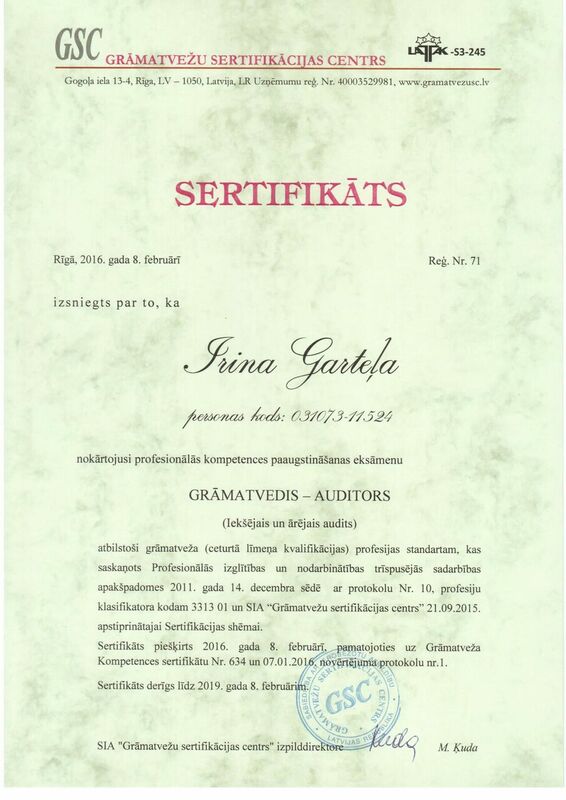 GSC GRĀMATVEŽU SERTIFIKĀCIJAS CENTRS LATAK -S3-245
Gogoļa iela 13-4, Rīga, LV – 1050, Latvija, LR Uzņēmumu reģ. Nr. 40003529981, www.gramatvezusc.lv
SERTIFIKĀTS
Rīgā, 2016. gada 8. februārī Reģ. Nr. 71
izsniegts par to, ka
Irina Garteļa
personas kods: 031073-11524
nokārtojusi profesionālās kompetences paaugstināšanas eksāmenu
GRĀMATVEDIS – AUDITORS
(Iekšējais un ārējais audits)
atbilstoši grāmatveža (ceturtā līmeņa kvalifikācijas) profesijas standartam, kas
saskaņots Profesionālās izglītības un nodarbinātības trīspusējās sadarbības
apakšpadomes 2011. gada 14. decembra sēdē ar protokolu Nr. 10, profesiju
klasifikatora kodam 3313 01 un SIA “Grāmatvežu sertifikācijas centrs” 21.09.2015.
apstiprinātajai Sertifikācijas shēmai.
Sertifikāts piešķirts 2016. gada 8. februārī, pamatojoties uz Grāmatveža
Kompetences sertifikātu Nr. 634 un 07.01.2016. novērtējuma protokolu nr.1.
Sertifikāts derīgs līdz 2019. gada 8. februārim.
GSC
GRĀMATVEŽU SERTIFIKĀCIJAS CENTRS
LATVIJAS REPUBLIKA
SIA "Grāmatvežu sertifikācijas centrs" izpilddirektore Kuda M. Ķuda